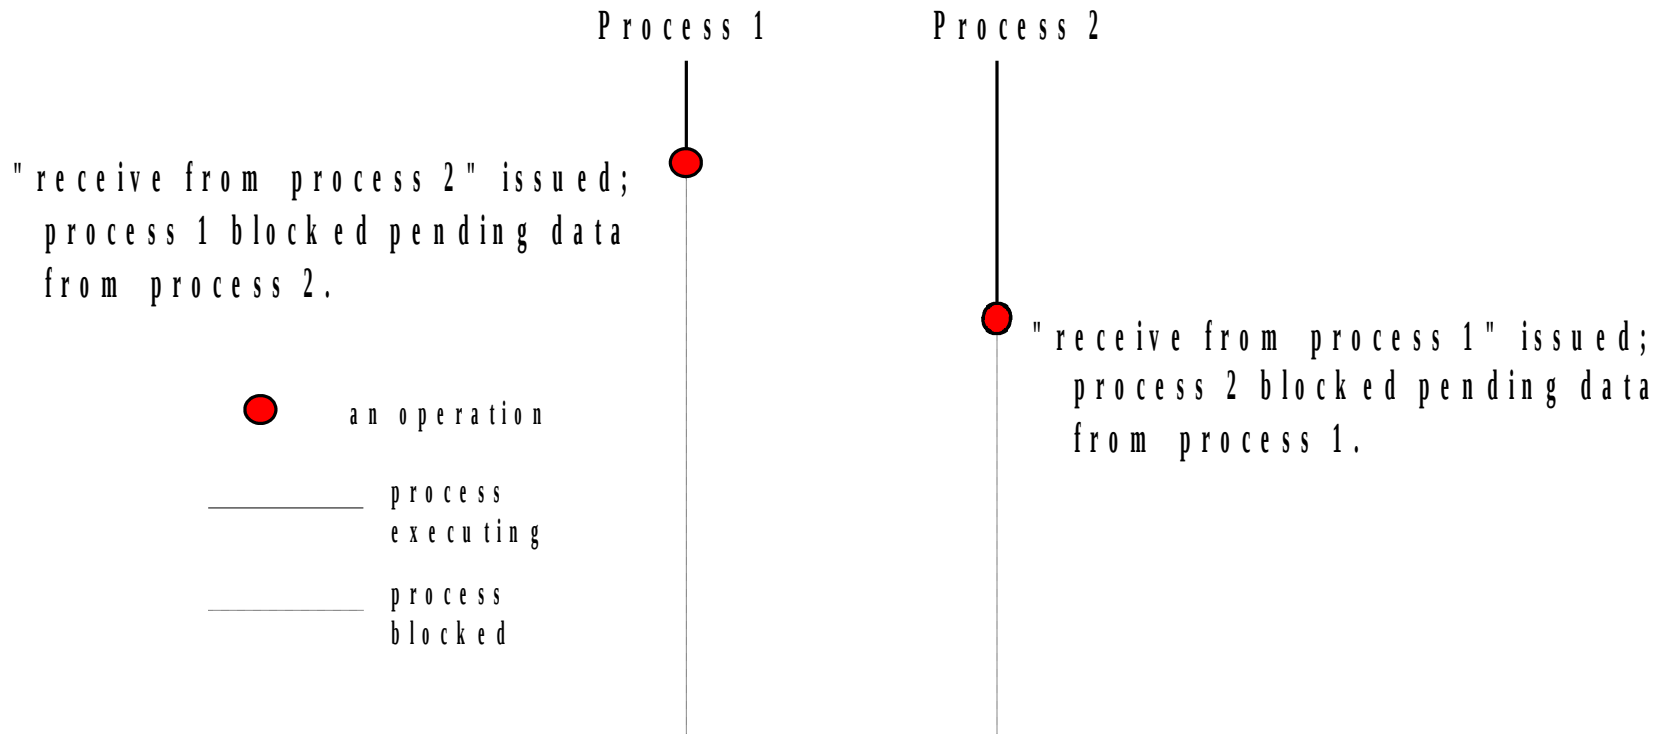 Process 1
Process 2
"receive from process 2" issued;
process 1 blocked pending data
from process 2.
"receive from process 1" issued;
process 2 blocked pending data
from process 1.
an operation
process
executing
process
blocked